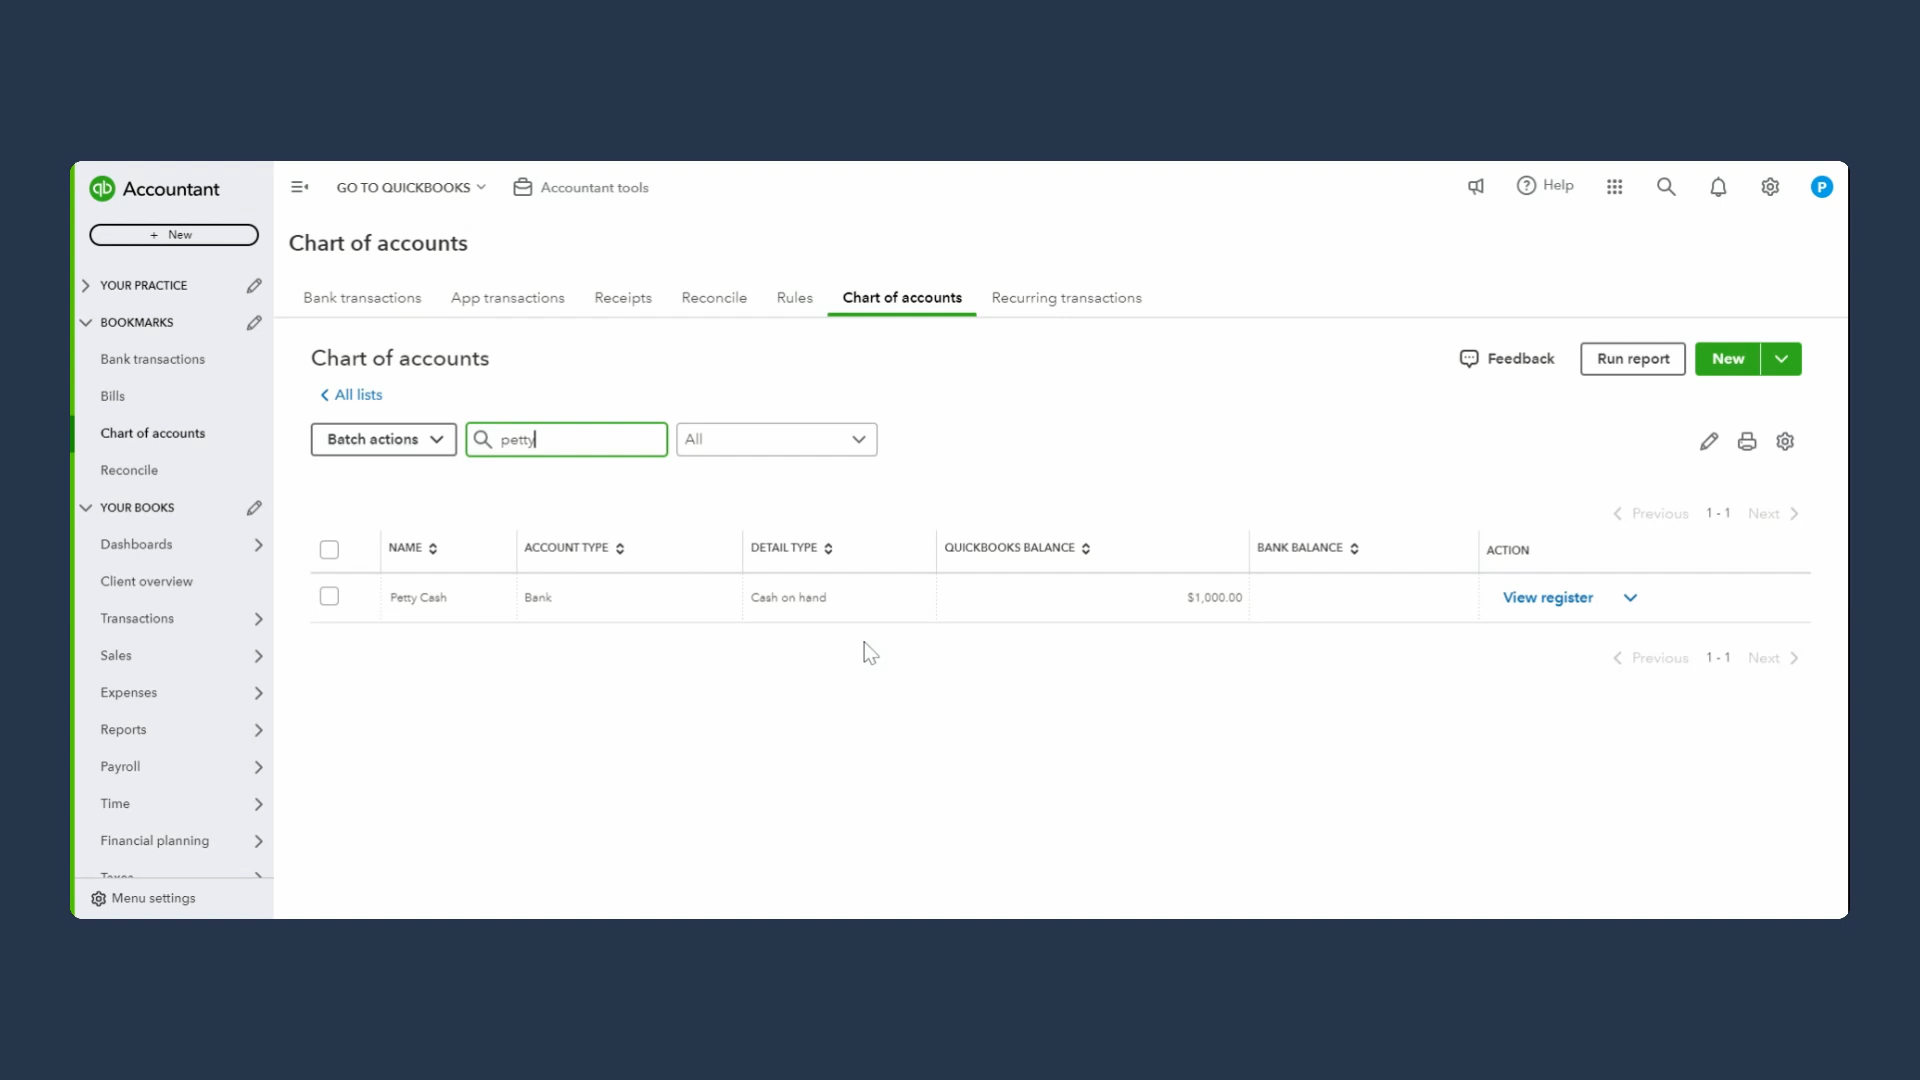 qb Accountant
+ New
YOUR PRACTICE
BOOKMARKS
Bank transactions
Bills
Chart of accounts
Reconcile
YOUR BOOKS
Dashboards
Client overview
Transactions
Sales
Expenses
Reports
Payroll
Time
Financial planning
Taxes
Menu settings
GO TO QUICKBOOKS
Accountant tools
? Help
P
Chart of accounts
Bank transactions
App transactions
Receipts
Reconcile
Rules
Chart of accounts
Recurring transactions
Chart of accounts
Feedback
Run report
New
All lists
Batch actions
petty
All
Previous 1 - 1 Next
NAME ACCOUNT TYPE DETAIL TYPE QUICKBOOKS BALANCE BANK BALANCE ACTION
Petty Cash Bank Cash on hand $1,000.00 View register
Previous 1 - 1 Next